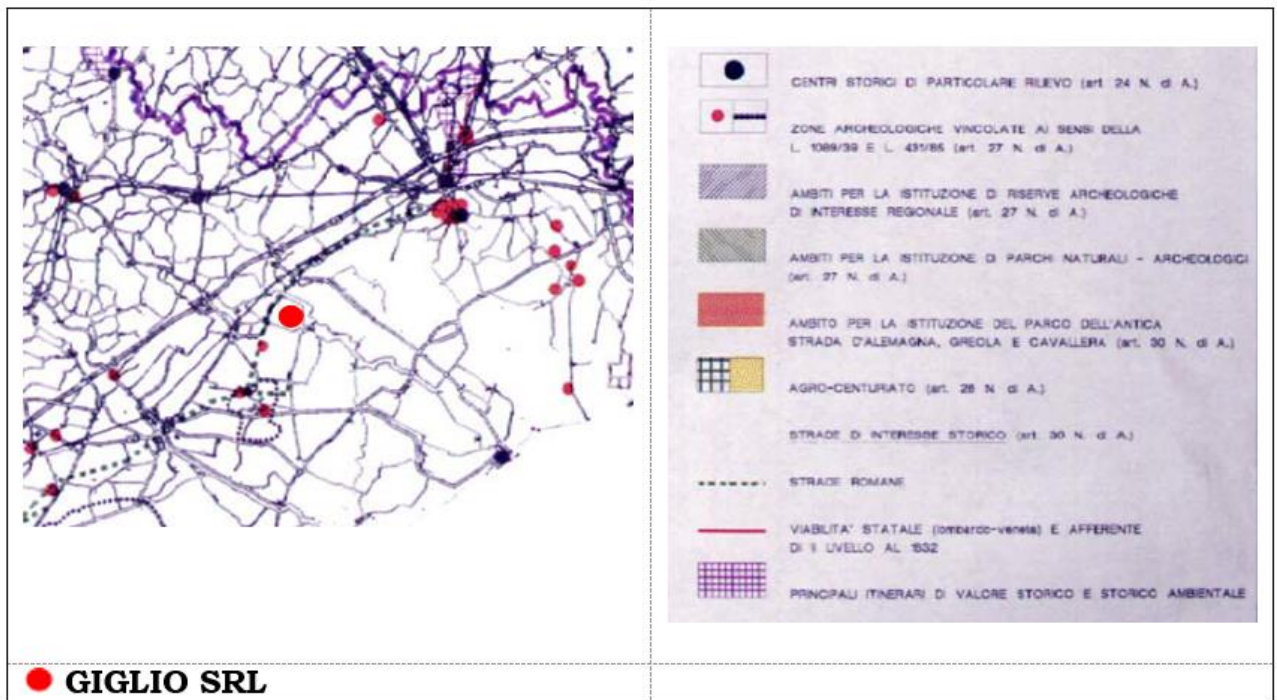 CENTRI STORICI DI PARTICOLARE RILIEVO (art. 24 N. di A.)
ZONE ARCHEOLOGICHE VINCOLATE AI SENSI DELLA
L. 1089/39 E L. 431/85 (art. 27 N. di A.)
AMBITI PER LA ISTITUZIONE DI RISERVE ARCHEOLOGICHE
DI INTERESSE REGIONALE (art. 27 N. di A.)
AMBITI PER LA ISTITUZIONE DI PARCHI NATURALI - ARCHEOLOGICI
(art. 27 N. di A.)
AMBITO PER LA ISTITUZIONE DEL PARCO DELL'ANTICA
STRADA D'ALEMAGNA, GREOLA E CAVALLERA (art. 30 N. di A.)
AGRO-CENTURIATO (art. 28 N. di A.)
STRADE DI INTERESSE STORICO (art. 30 N. di A.)
STRADE ROMANE
VIABILITA' STATALE (lombardo-veneta) E AFFERENTE
DI II LIVELLO AL 1832
PRINCIPALI ITINERARI DI VALORE STORICO E STORICO AMBIENTALE
GIGLIO SRL